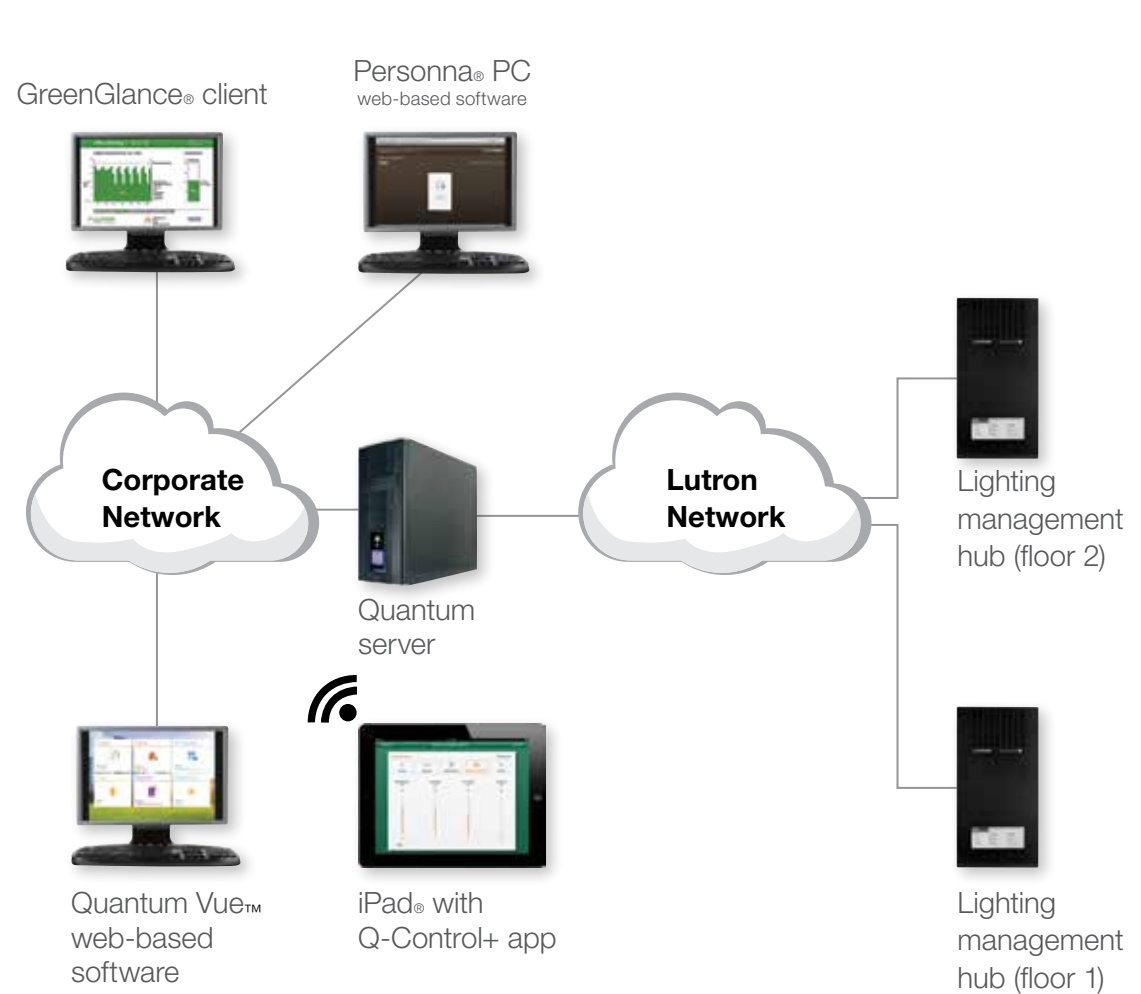 GreenGlance® client
Personna® PC
web-based software
Corporate
Network
Quantum
server
Lutron
Network
Lighting
management
hub (floor 2)
Quantum Vue™
web-based
software
iPad® with
Q-Control+ app
Lighting
management
hub (floor 1)